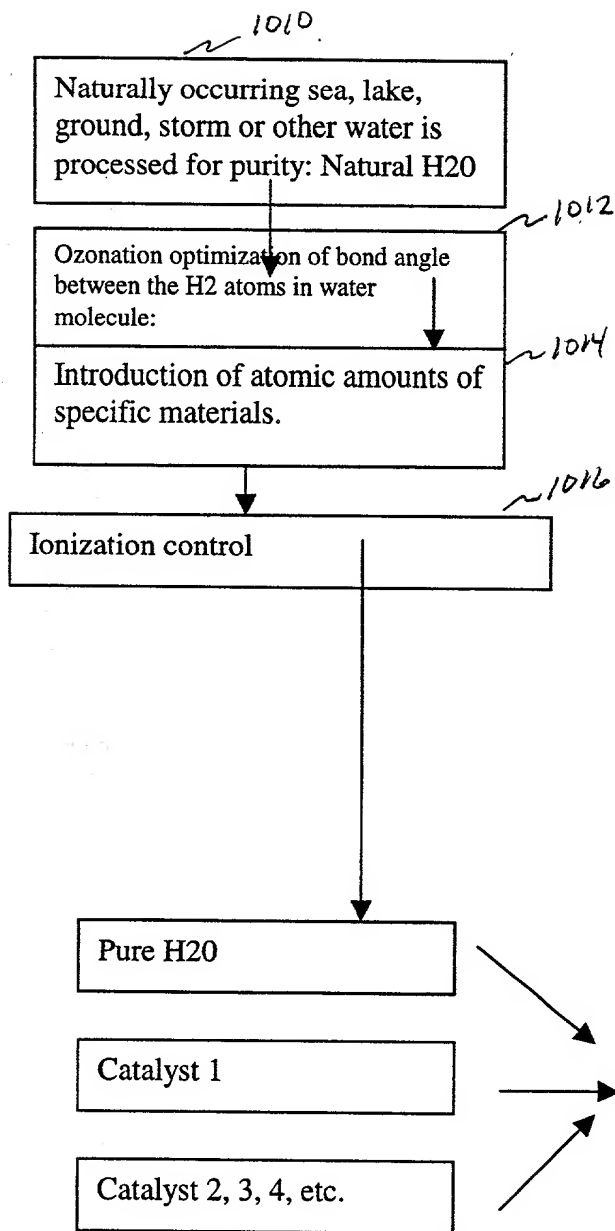 1010
Naturally occurring sea, lake,
ground, storm or other water is
processed for purity: Natural H20
1012
Ozonation optimization of bond angle
between the H2 atoms in water
molecule:
1014
Introduction of atomic amounts of
specific materials.
1016
Ionization control
Pure H20
Catalyst 1
Catalyst 2, 3, 4, etc.